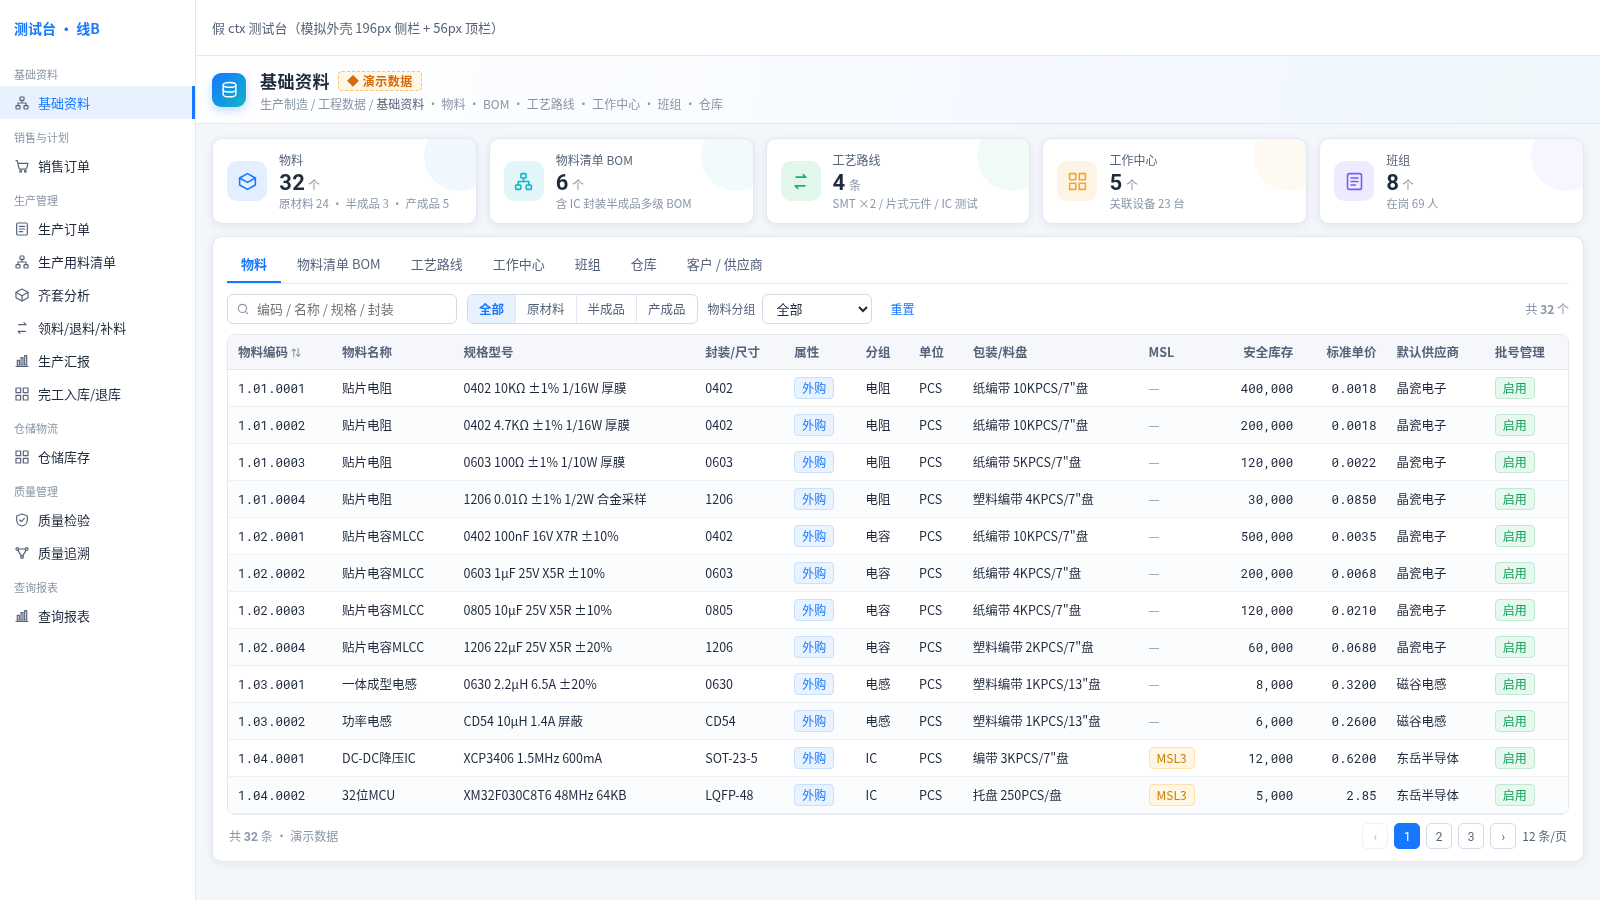 测试台 · 线B
假 ctx 测试台（模拟外壳 196px 侧栏 + 56px 顶栏）
基础资料
基础资料
销售与计划
销售订单
生产管理
生产订单
生产用料清单
齐套分析
领料/退料/补料
生产汇报
完工入库/退库
仓储物流
仓储库存
质量管理
质量检验
质量追溯
查询报表
查询报表
基础资料 ◆ 演示数据
生产制造 / 工程数据 / 基础资料 · 物料 · BOM · 工艺路线 · 工作中心 · 班组 · 仓库
物料
32 个
原材料 24 · 半成品 3 · 产成品 5
物料清单 BOM
6 个
含 IC 封装半成品多级 BOM
工艺路线
4 条
SMT ×2 / 片式元件 / IC 测试
工作中心
5 个
关联设备 23 台
班组
8 个
在岗 69 人
物料 物料清单 BOM 工艺路线 工作中心 班组 仓库 客户 / 供应商
编码 / 名称 / 规格 / 封装 全部 原材料 半成品 产成品 物料分组 全部 重置 共 32 个
物料编码 ⇅ 物料名称 规格型号 封装/尺寸 属性 分组 单位 包装/料盘 MSL 安全库存 标准单价 默认供应商 批号管理
1.01.0001 贴片电阻 0402 10KΩ ±1% 1/16W 厚膜 0402 外购 电阻 PCS 纸编带 10KPCS/7"盘 — 400,000 0.0018 晶瓷电子 启用
1.01.0002 贴片电阻 0402 4.7KΩ ±1% 1/16W 厚膜 0402 外购 电阻 PCS 纸编带 10KPCS/7"盘 — 200,000 0.0018 晶瓷电子 启用
1.01.0003 贴片电阻 0603 100Ω ±1% 1/10W 厚膜 0603 外购 电阻 PCS 纸编带 5KPCS/7"盘 — 120,000 0.0022 晶瓷电子 启用
1.01.0004 贴片电阻 1206 0.01Ω ±1% 1/2W 合金采样 1206 外购 电阻 PCS 塑料编带 4KPCS/7"盘 — 30,000 0.0850 晶瓷电子 启用
1.02.0001 贴片电容MLCC 0402 100nF 16V X7R ±10% 0402 外购 电容 PCS 纸编带 10KPCS/7"盘 — 500,000 0.0035 晶瓷电子 启用
1.02.0002 贴片电容MLCC 0603 1μF 25V X5R ±10% 0603 外购 电容 PCS 纸编带 4KPCS/7"盘 — 200,000 0.0068 晶瓷电子 启用
1.02.0003 贴片电容MLCC 0805 10μF 25V X5R ±10% 0805 外购 电容 PCS 纸编带 4KPCS/7"盘 — 120,000 0.0210 晶瓷电子 启用
1.02.0004 贴片电容MLCC 1206 22μF 25V X5R ±20% 1206 外购 电容 PCS 塑料编带 2KPCS/7"盘 — 60,000 0.0680 晶瓷电子 启用
1.03.0001 一体成型电感 0630 2.2μH 6.5A ±20% 0630 外购 电感 PCS 塑料编带 1KPCS/13"盘 — 8,000 0.3200 磁谷电感 启用
1.03.0002 功率电感 CD54 10μH 1.4A 屏蔽 CD54 外购 电感 PCS 塑料编带 1KPCS/13"盘 — 6,000 0.2600 磁谷电感 启用
1.04.0001 DC-DC降压IC XCP3406 1.5MHz 600mA SOT-23-5 外购 IC PCS 编带 3KPCS/7"盘 MSL3 12,000 0.6200 东岳半导体 启用
1.04.0002 32位MCU XM32F030C8T6 48MHz 64KB LQFP-48 外购 IC PCS 托盘 250PCS/盘 MSL3 5,000 2.85 东岳半导体 启用
共 32 条 · 演示数据 ‹ 1 2 3 › 12 条/页